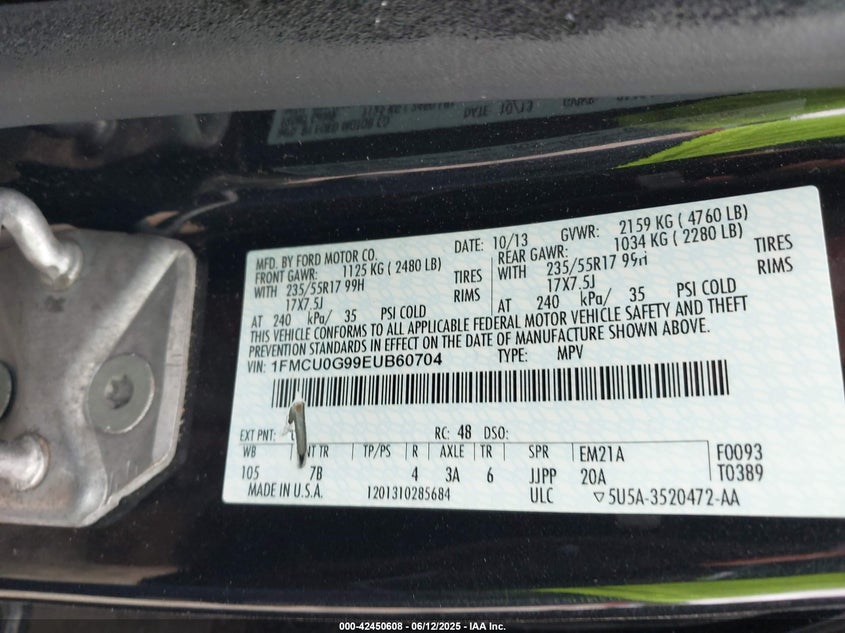 MFD. BY FORD MOTOR CO.
DATE: 10/13
GVWR: 2159 KG ( 4760 LB)
FRONT GAWR: 1125 KG ( 2480 LB)
REAR GAWR: 1034 KG ( 2280 LB)
WITH 235/55R17 99H TIRES
WITH 235/55R17 TIRES
17X7.5J RIMS
17X7.5J RIMS
AT 240 kPa/ 35 PSI COLD
AT 240 kPa/ 35 PSI COLD
THIS VEHICLE CONFORMS TO ALL APPLICABLE FEDERAL MOTOR VEHICLE SAFETY AND THEFT
PREVENTION STANDARDS IN EFFECT ON THE DATE OF MANUFACTURE SHOWN ABOVE.
VIN: 1FMCU0G99EUB60704
TYPE: MPV
EXT PNT:
RC: 48 DSO:
WB INT TR TP/PS R AXLE TR SPR EM21A F0093
105 7B 4 3A 6 JJPP 20A T0389
MADE IN U.S.A. 1201310285684 ULC ▽5U5A-3520472-AA
000-42450608 - 06/12/2025 - IAA Inc.